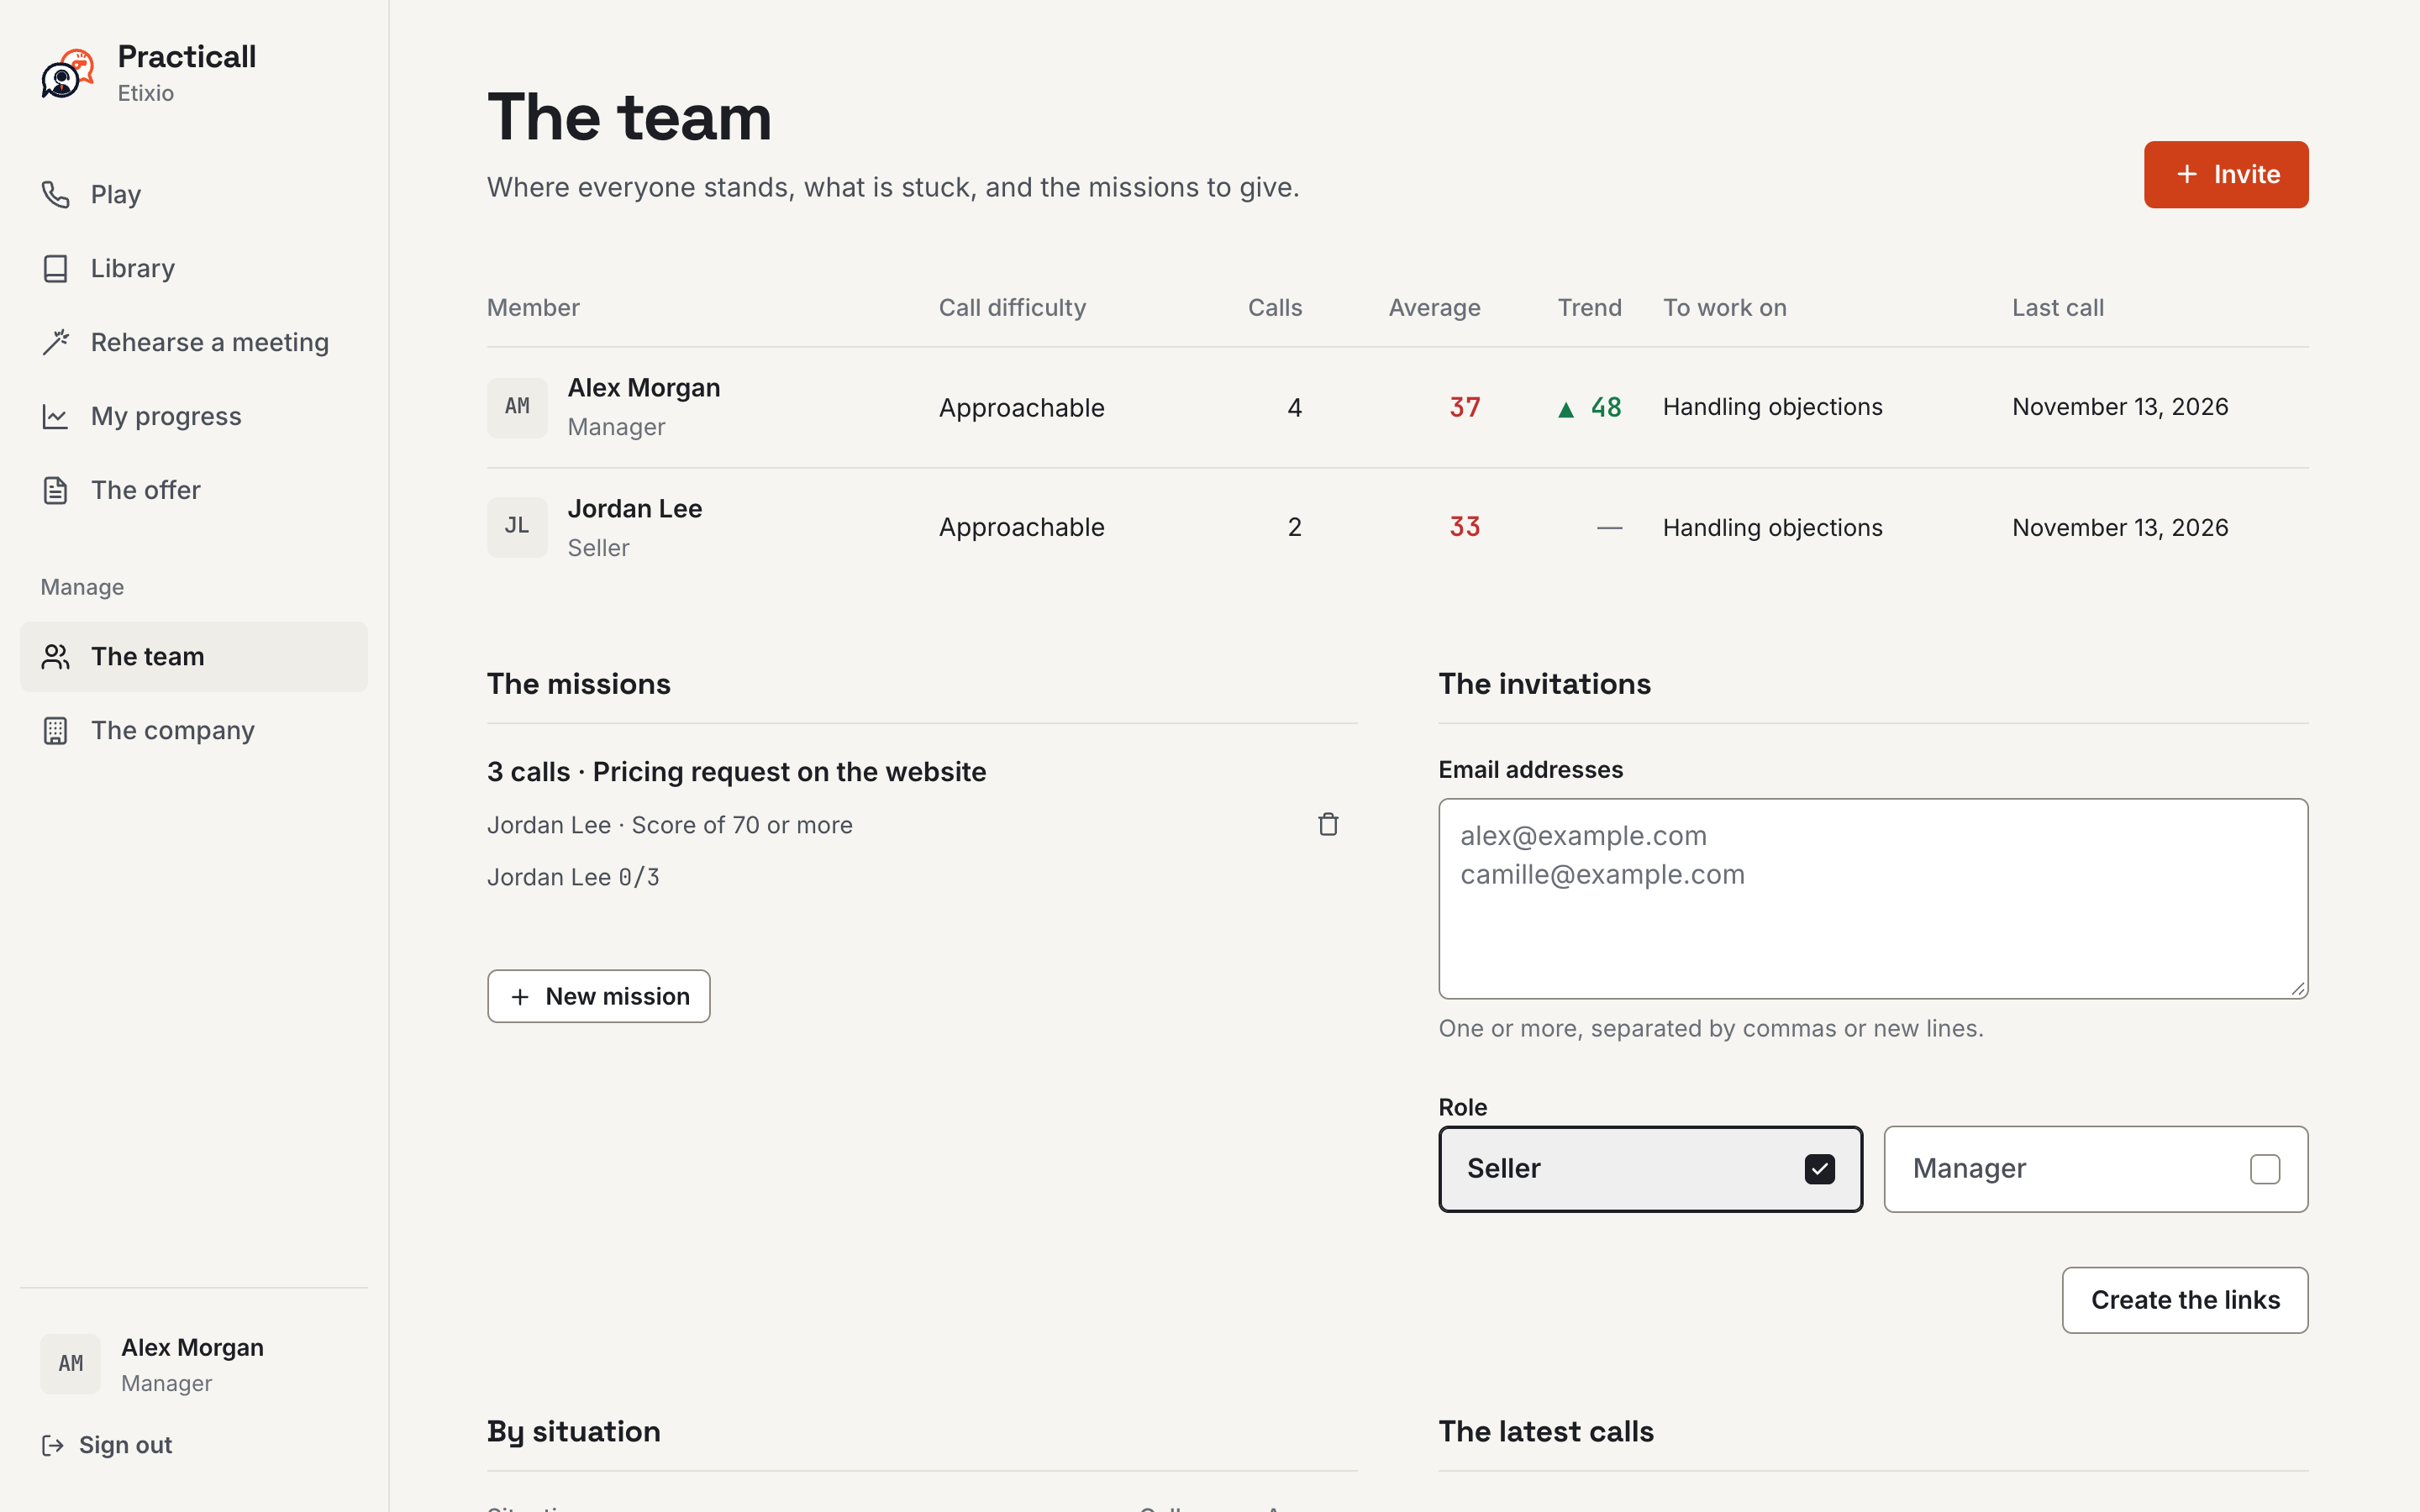 Practicall
Etixio
Play
Library
Rehearse a meeting
My progress
The offer
Manage
The team
The company
AM
Alex Morgan
Manager
Sign out
The team
Where everyone stands, what is stuck, and the missions to give.
+ Invite
Member Call difficulty Calls Average Trend To work on Last call
AM Alex Morgan Manager Approachable 4 37 ▲ 48 Handling objections November 13, 2026
JL Jordan Lee Seller Approachable 2 33 — Handling objections November 13, 2026
The missions
3 calls · Pricing request on the website
Jordan Lee · Score of 70 or more
Jordan Lee 0/3
+ New mission
The invitations
Email addresses
alex@example.com
camille@example.com
One or more, separated by commas or new lines.
Role
Seller
Manager
Create the links
By situation
The latest calls